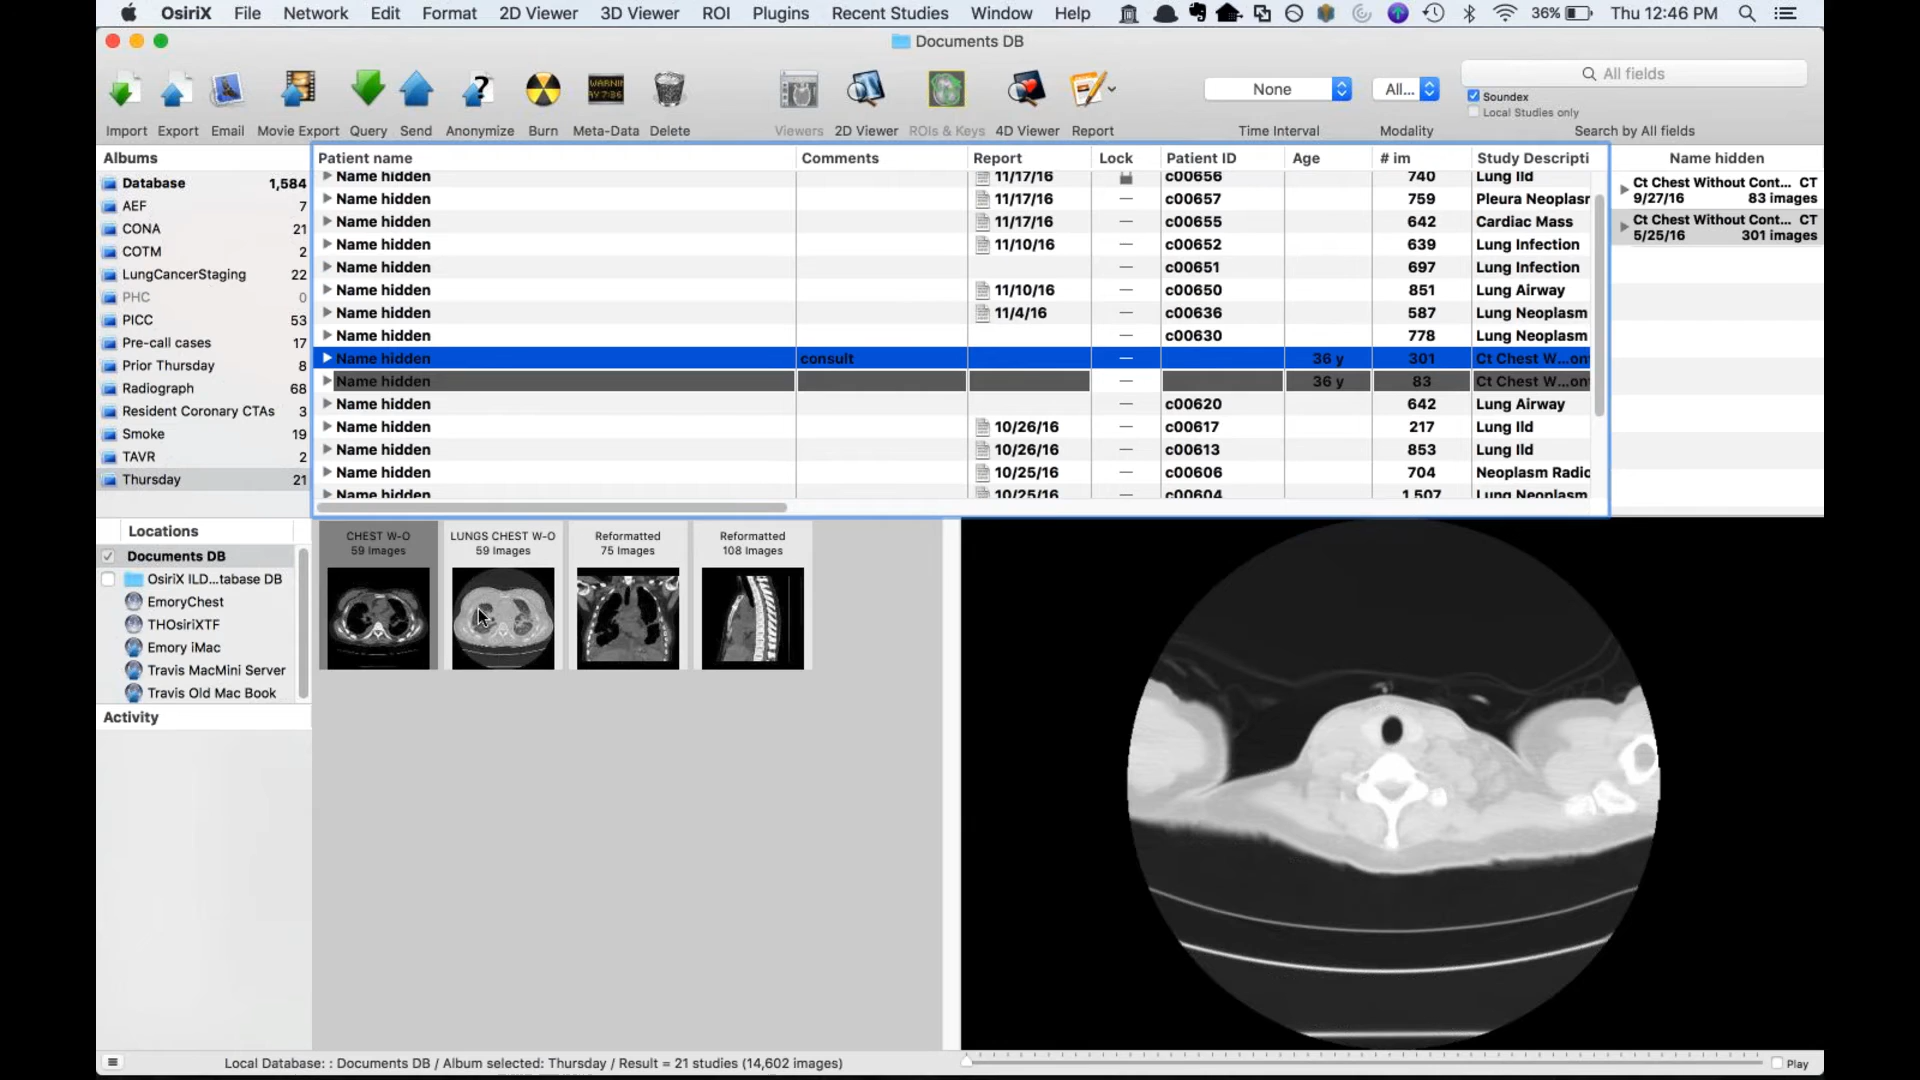 OsiriX File Network Edit Format 2D Viewer 3D Viewer ROI Plugins Recent Studies Window Help 36% Thu 12:46 PM
Documents DB
None All... All fields
Soundex
Local Studies only
Import Export Email Movie Export Query Send Anonymize Burn Meta-Data Delete Viewers 2D Viewer ROIs & Keys 4D Viewer Report Time Interval Modality Search by All fields
Albums
Database 1,584
AEF 7
CONA 21
COTM 2
LungCancerStaging 22
PHC 0
PICC 53
Pre-call cases 17
Prior Thursday 8
Radiograph 68
Resident Coronary CTAs 3
Smoke 19
TAVR 2
Thursday 21
Patient name Comments Report Lock Patient ID Age # im Study Descripti
Name hidden 11/17/16 c00656 740 Lung Ild
Name hidden 11/17/16 — c00657 759 Pleura Neoplasr
Name hidden 11/17/16 — c00655 642 Cardiac Mass
Name hidden 11/10/16 — c00652 639 Lung Infection
Name hidden — c00651 697 Lung Infection
Name hidden 11/10/16 — c00650 851 Lung Airway
Name hidden 11/4/16 — c00636 587 Lung Neoplasm
Name hidden — c00630 778 Lung Neoplasm
Name hidden consult — 36 y 301 Ct Chest W...ont
Name hidden — 36 y 83 Ct Chest W...ont
Name hidden — c00620 642 Lung Airway
Name hidden 10/26/16 — c00617 217 Lung Ild
Name hidden 10/26/16 — c00613 853 Lung Ild
Name hidden 10/25/16 — c00606 704 Neoplasm Radic
Name hidden 10/25/16 — c00604 1,507 Lung Neoplasm
Name hidden
Ct Chest Without Cont... CT
9/27/16 83 images
Ct Chest Without Cont... CT
5/25/16 301 images
Locations
Documents DB
OsiriX ILD...tabase DB
EmoryChest
THOsiriXTF
Emory iMac
Travis MacMini Server
Travis Old Mac Book
Activity
CHEST W-O
59 Images
LUNGS CHEST W-O
59 Images
Reformatted
75 Images
Reformatted
108 Images
Local Database: : Documents DB / Album selected: Thursday / Result = 21 studies (14,602 images)
Play